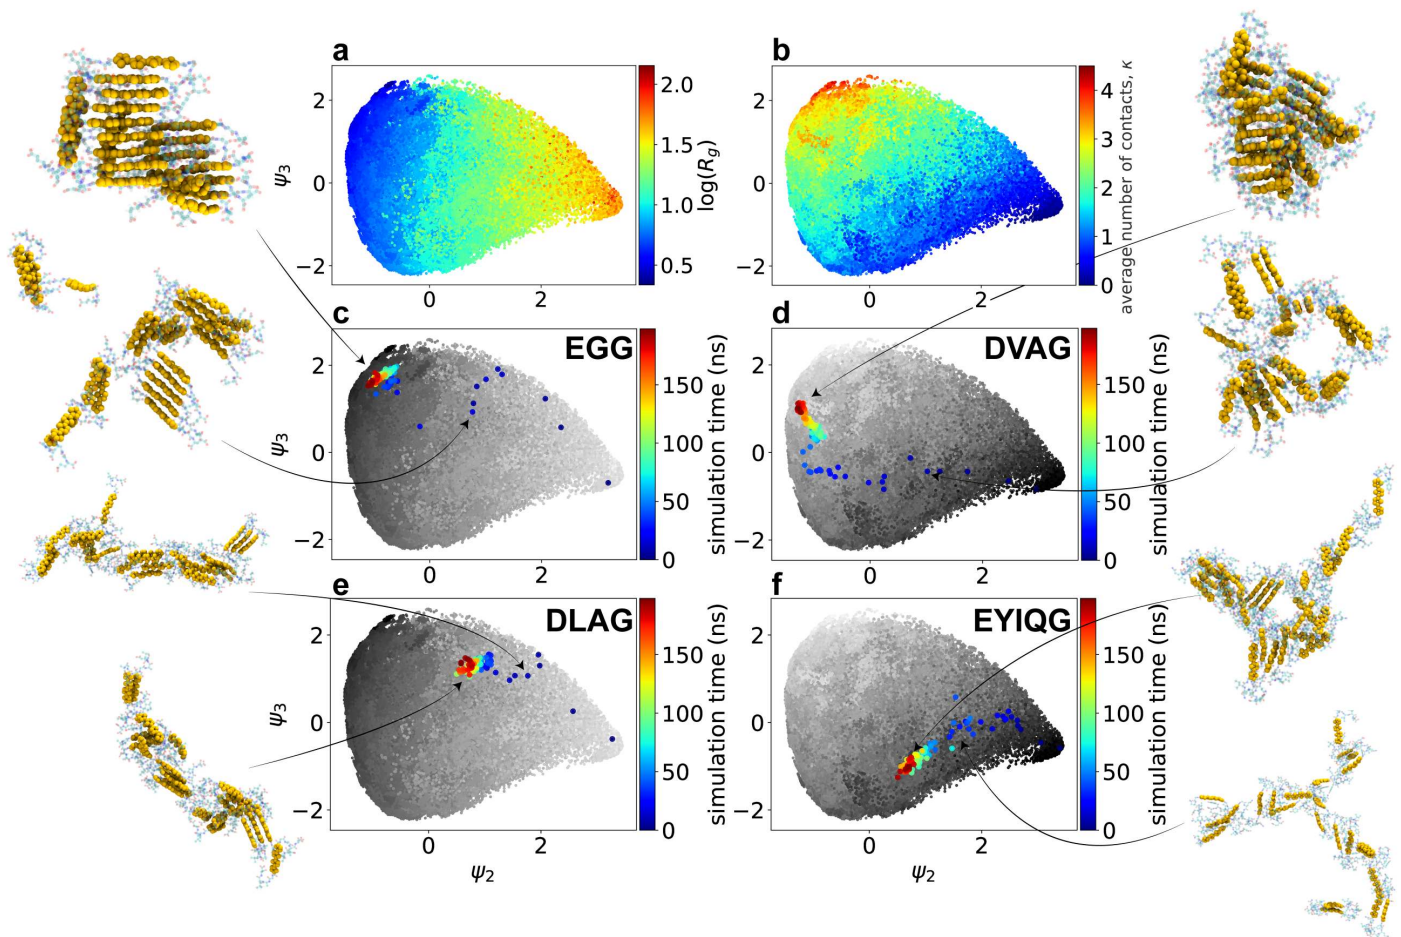 a
b
2
0
−2
ψ3
0
2
2.0
1.5
1.0
0.5
log(Rg)
2
0
−2
0
2
4
3
2
1
0
average number of contacts, κ
c
EGG
2
0
−2
ψ3
0
2
150
100
50
0
simulation time (ns)
d
DVAG
2
0
−2
0
2
150
100
50
0
simulation time (ns)
e
DLAG
2
0
−2
ψ3
0
2
ψ2
150
100
50
0
simulation time (ns)
f
EYIQG
2
0
−2
0
2
ψ2
150
100
50
0
simulation time (ns)